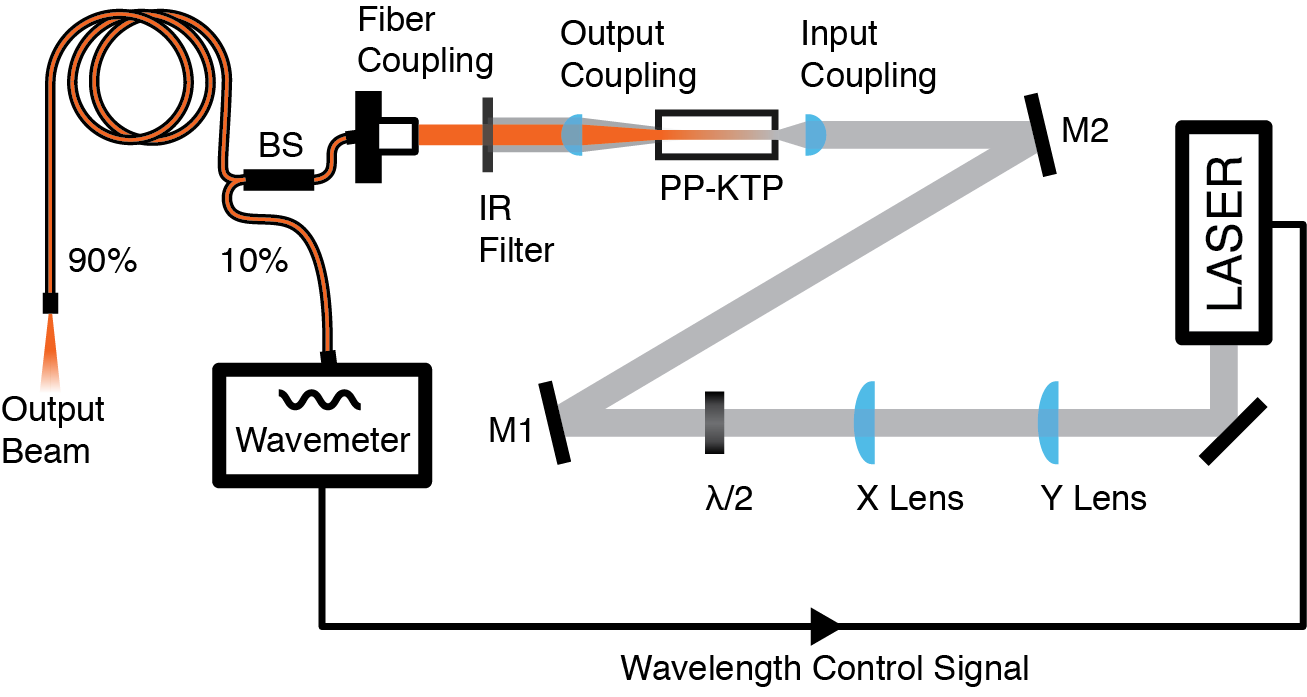 Fiber
Coupling
Output
Coupling
Input
Coupling
M2
LASER
BS
PP-KTP
IR
Filter
90%
10%
Output
Beam
Wavemeter
M1
λ/2
X Lens
Y Lens
Wavelength Control Signal